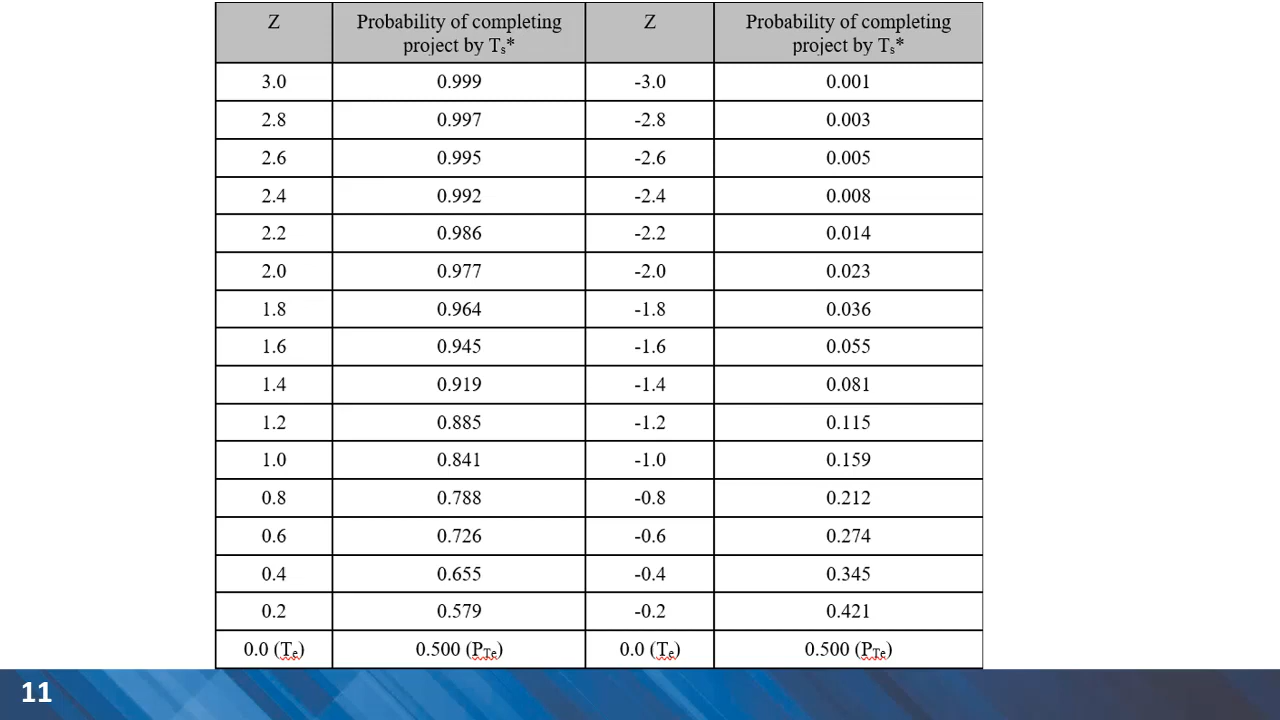 Z Probability of completing Z Probability of completing
project by Ts* project by Ts*
3.0 0.999 -3.0 0.001
2.8 0.997 -2.8 0.003
2.6 0.995 -2.6 0.005
2.4 0.992 -2.4 0.008
2.2 0.986 -2.2 0.014
2.0 0.977 -2.0 0.023
1.8 0.964 -1.8 0.036
1.6 0.945 -1.6 0.055
1.4 0.919 -1.4 0.081
1.2 0.885 -1.2 0.115
1.0 0.841 -1.0 0.159
0.8 0.788 -0.8 0.212
0.6 0.726 -0.6 0.274
0.4 0.655 -0.4 0.345
0.2 0.579 -0.2 0.421
0.0 (Te) 0.500 (PTe) 0.0 (Te) 0.500 (PTe)
11